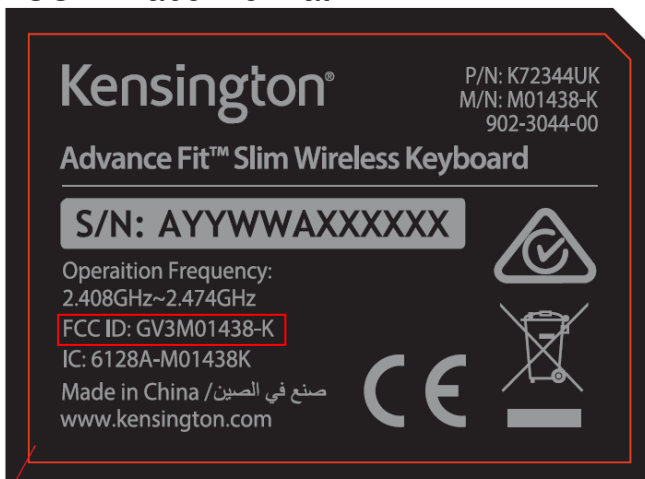 Kensington®
P/N: K72344UK
M/N: M01438-K
902-3044-00
Advance Fit™ Slim Wireless Keyboard
S/N: AYYWWAXXXXXX
Operaition Frequency:
2.408GHz~2.474GHz
FCC ID: GV3M01438-K
IC: 6128A-M01438K
Made in China / صنع في الصين
www.kensington.com
CE